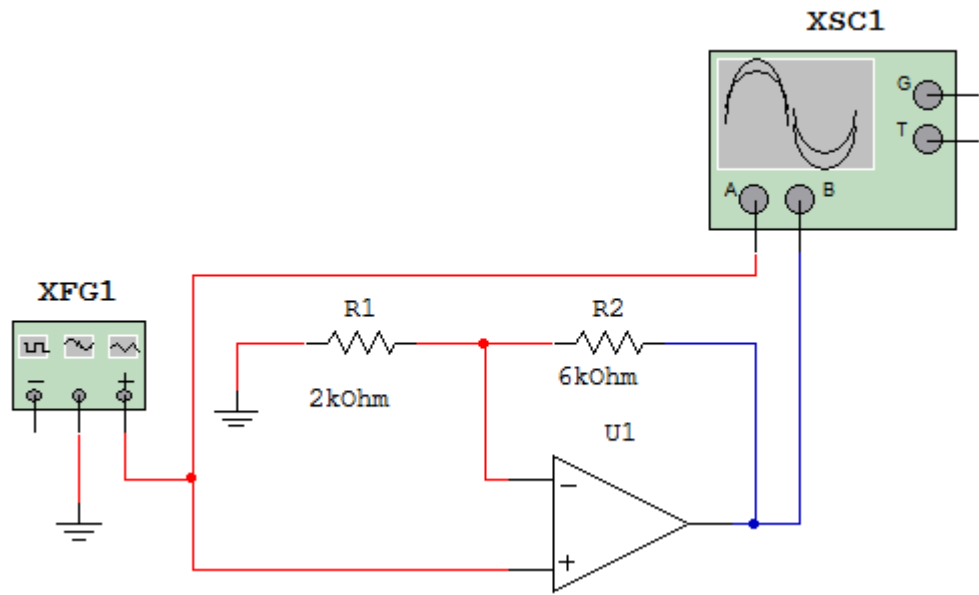 XSC1
G
T
A B
XFG1
R1 R2
2kOhm 6kOhm
U1